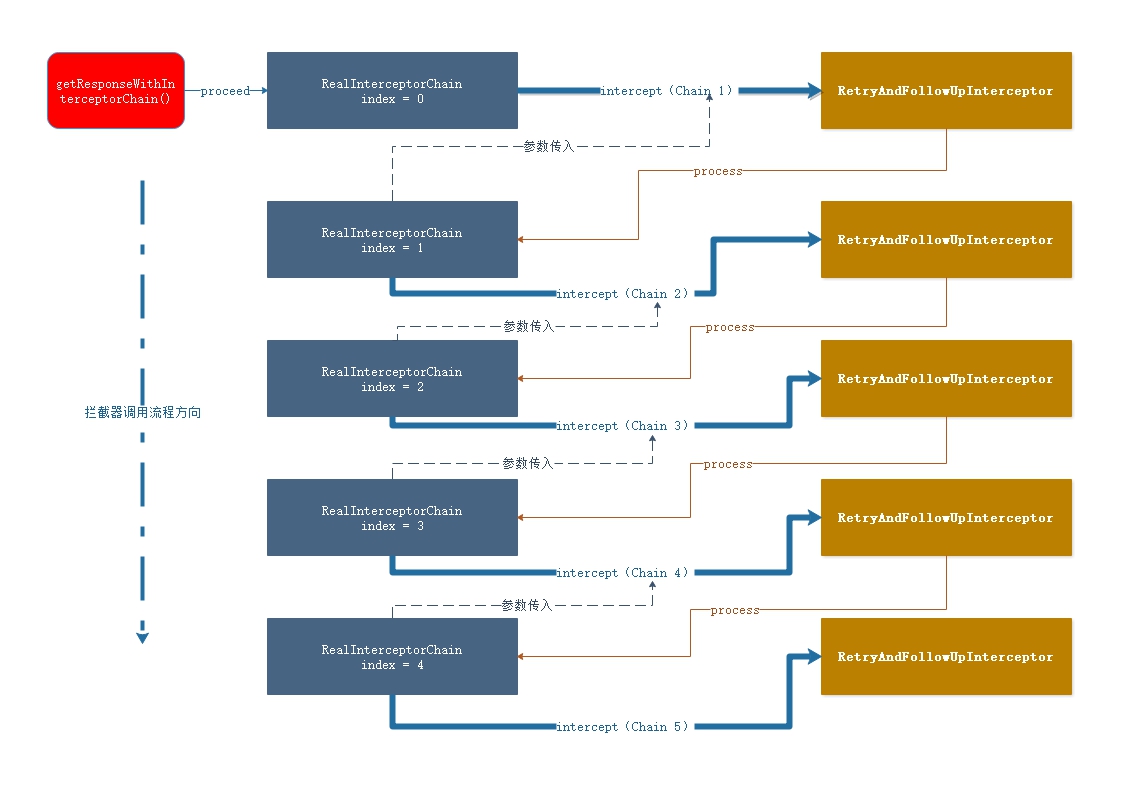 getResponseWithIn
terceptorChain()
proceed
RealInterceptorChain
index = 0
intercept（Chain 1）
RetryAndFollowUpInterceptor
参数传入
process
RealInterceptorChain
index = 1
RetryAndFollowUpInterceptor
intercept（Chain 2）
参数传入
process
RealInterceptorChain
index = 2
RetryAndFollowUpInterceptor
拦截器调用流程方向
intercept（Chain 3）
参数传入
process
RealInterceptorChain
index = 3
RetryAndFollowUpInterceptor
intercept（Chain 4）
参数传入
process
RealInterceptorChain
index = 4
RetryAndFollowUpInterceptor
intercept（Chain 5）